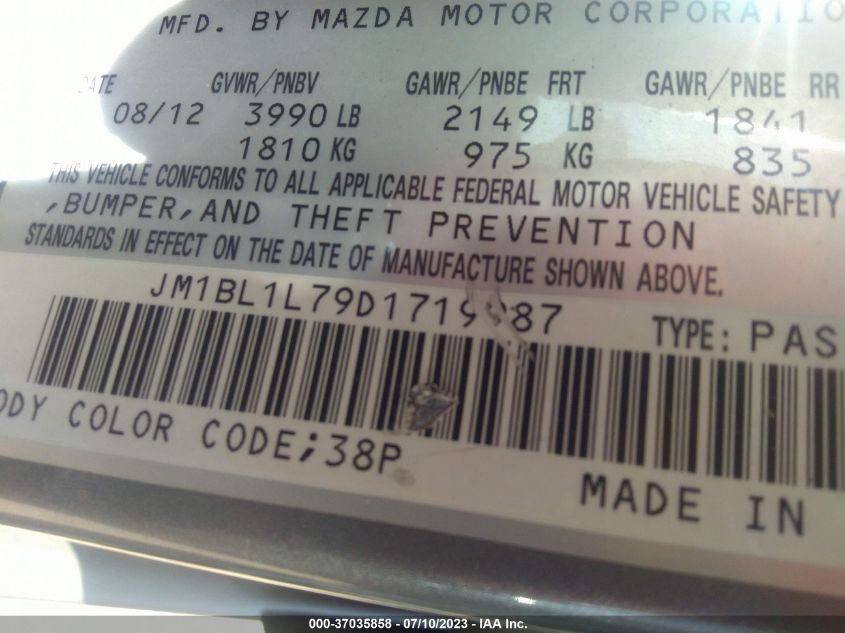 MFD. BY MAZDA MOTOR CORPORATIO
GVWR/PNBV GAWR/PNBE FRT GAWR/PNBE RR
08/12 3990 LB 2149 LB 1841
1810 KG 975 KG 835
THIS VEHICLE CONFORMS TO ALL APPLICABLE FEDERAL MOTOR VEHICLE SAFETY
,BUMPER,AND THEFT PREVENTION
STANDARDS IN EFFECT ON THE DATE OF MANUFACTURE SHOWN ABOVE.
TYPE: PAS
ODY COLOR CODE;38P
MADE IN
000-37035858 - 07/10/2023 - IAA Inc.